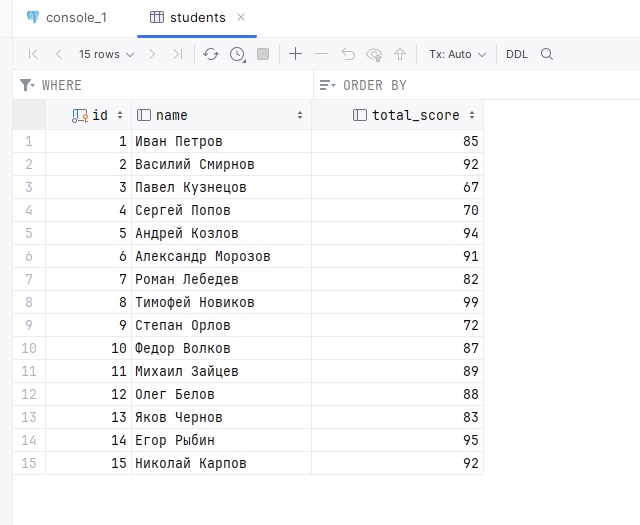 console_1 students
15 rows Tx: Auto DDL
WHERE ORDER BY
id name total_score
1 1 Иван Петров 85
2 2 Василий Смирнов 92
3 3 Павел Кузнецов 67
4 4 Сергей Попов 70
5 5 Андрей Козлов 94
6 6 Александр Морозов 91
7 7 Роман Лебедев 82
8 8 Тимофей Новиков 99
9 9 Степан Орлов 72
10 10 Федор Волков 87
11 11 Михаил Зайцев 89
12 12 Олег Белов 88
13 13 Яков Чернов 83
14 14 Егор Рыбин 95
15 15 Николай Карпов 92